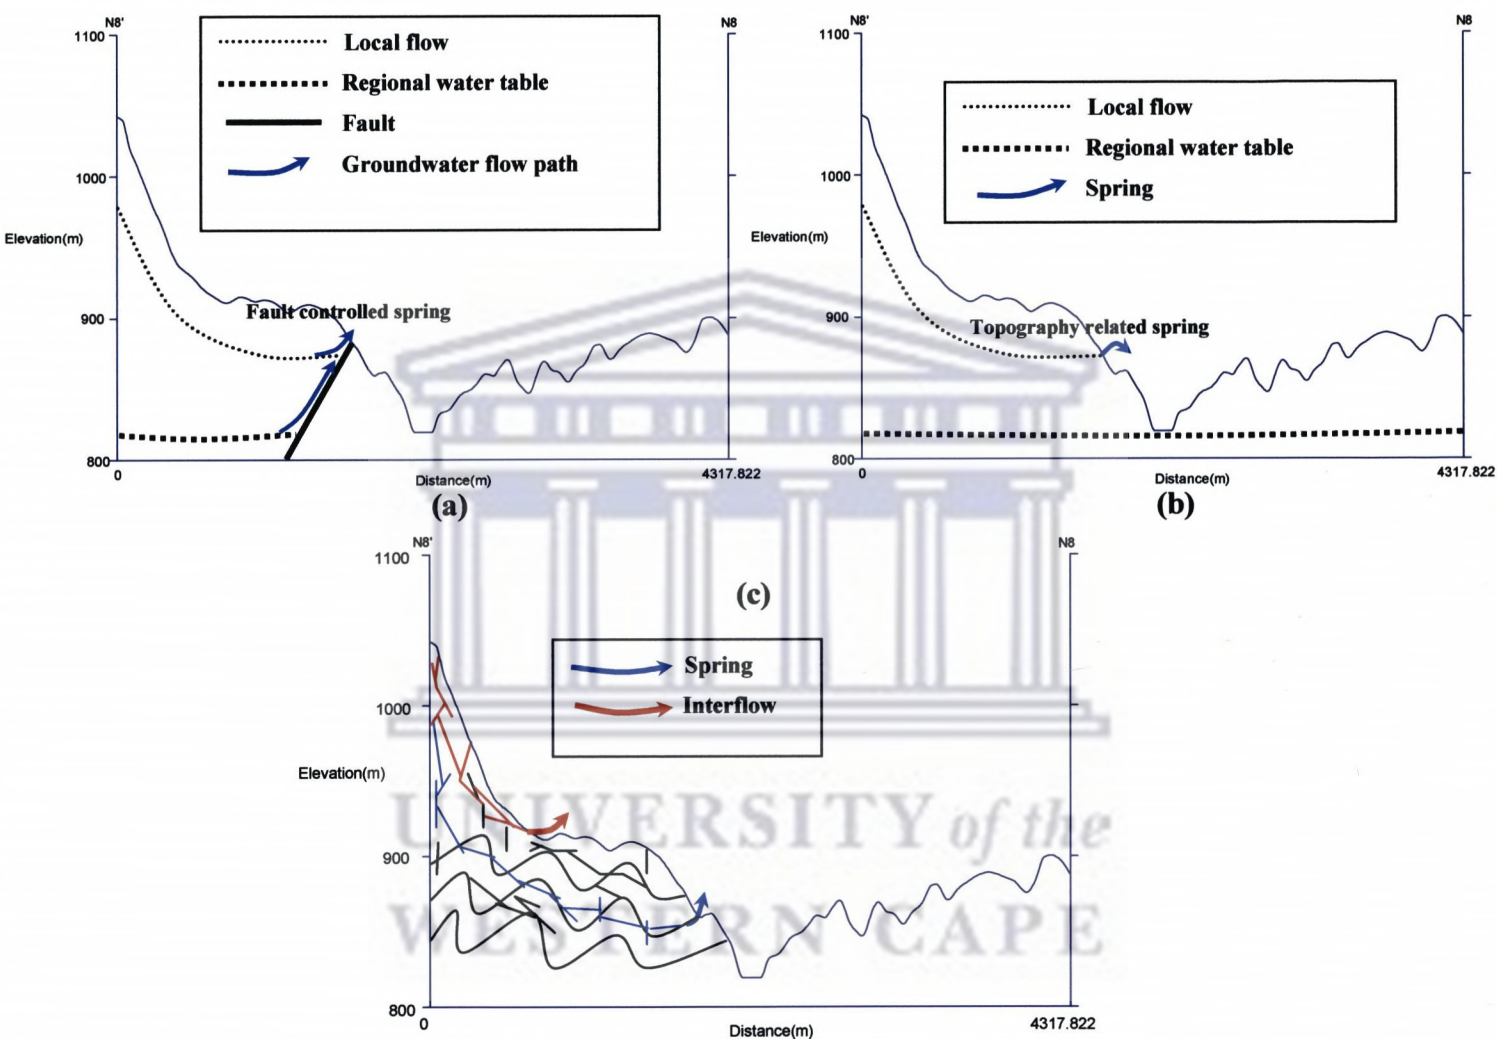 N8'
N8
1100
Local flow
Regional water table
Fault
Groundwater flow path
1000
Elevation(m)
900
Fault controlled spring
800
0
Distance(m)
4317.822
(a)
N8'
N8
1100
Local flow
Regional water table
Spring
1000
Elevation(m)
900
Topography related spring
800
0
Distance(m)
4317.822
(b)
N8'
N8
1100
(c)
Spring
Interflow
1000
Elevation(m)
900
800
0
Distance(m)
4317.822
UNIVERSITY of the
WESTERN CAPE